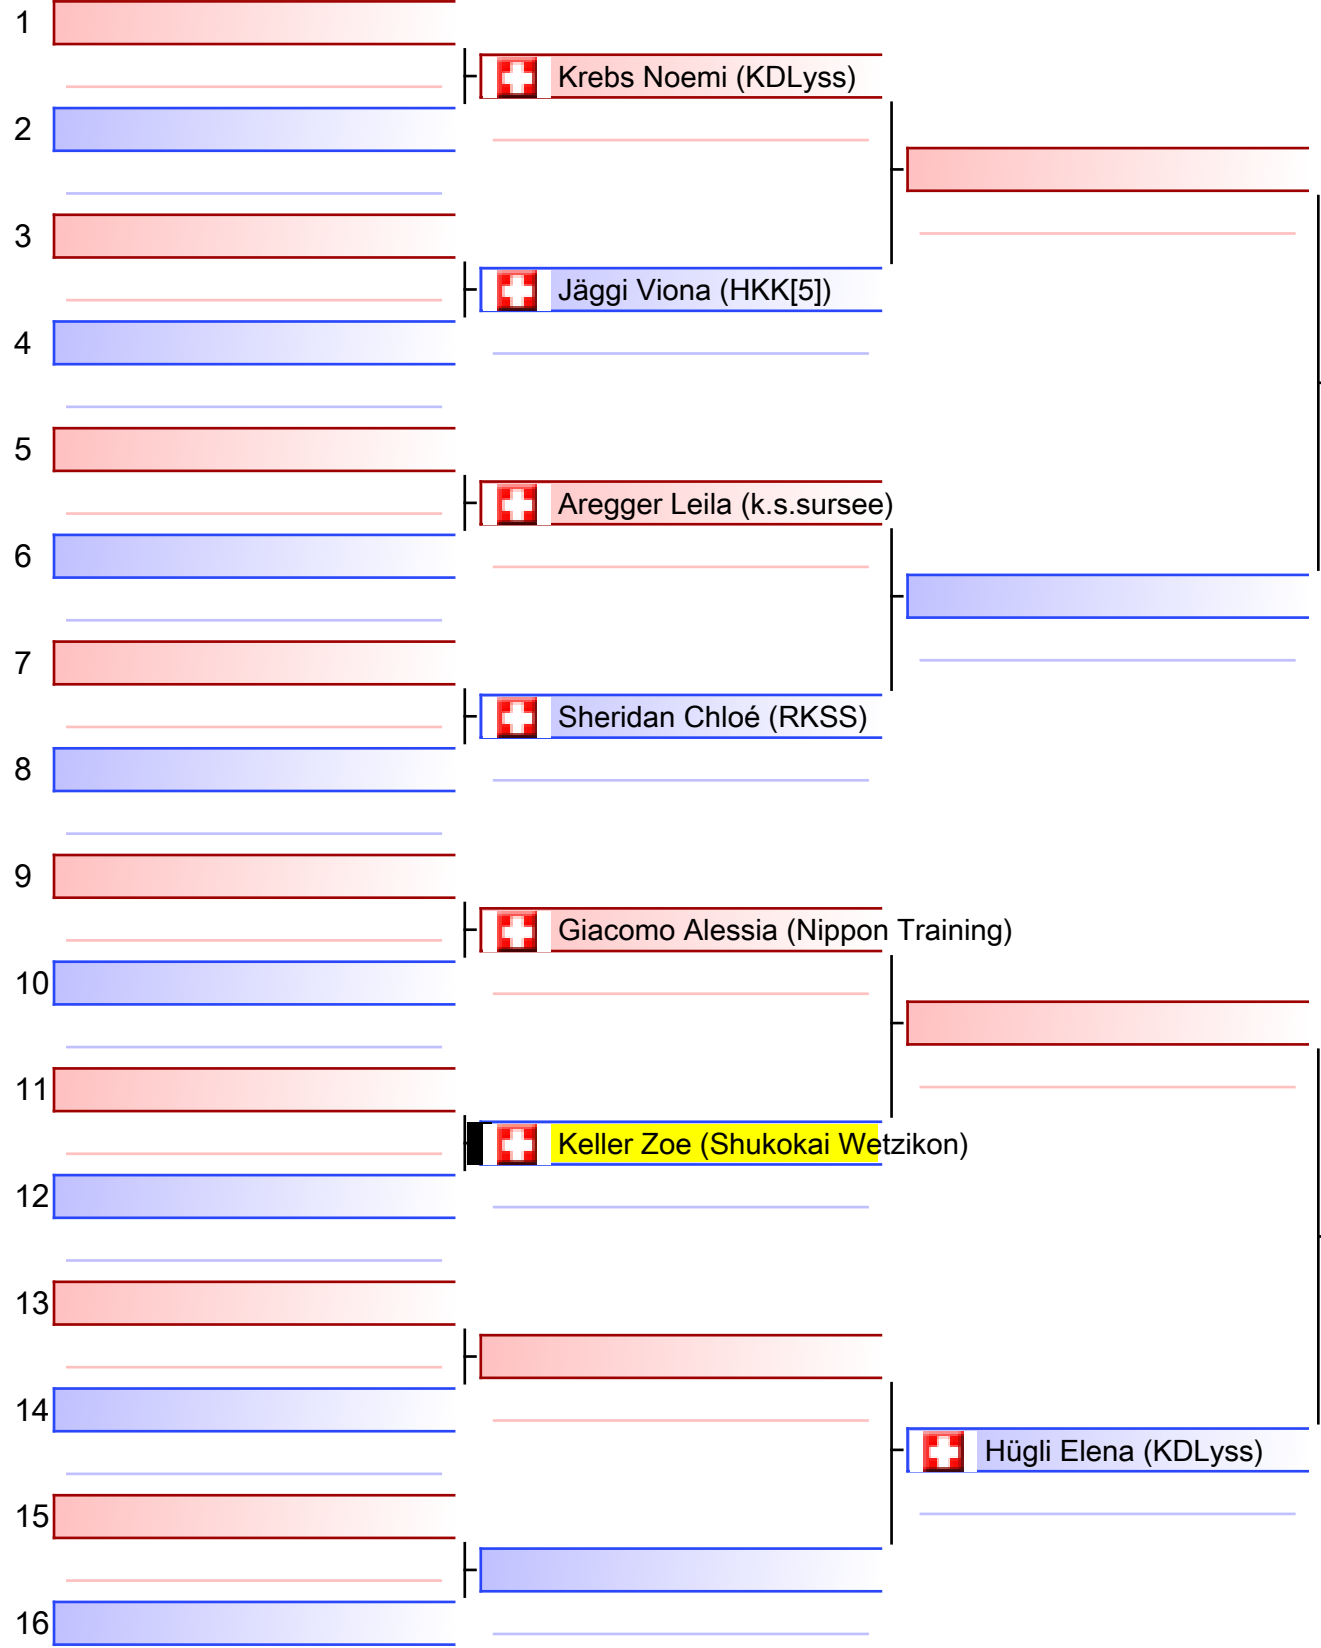 1
Krebs Noemi (KDLyss)
2
3
Jäggi Viona (HKK[5])
4
5
Aregger Leila (k.s.sursee)
6
7
Sheridan Chloé (RKSS)
8
9
Giacomo Alessia (Nippon Training)
10
11
Keller Zoe (Shukokai Wetzikon)
12
13
14
Hügli Elena (KDLyss)
15
16